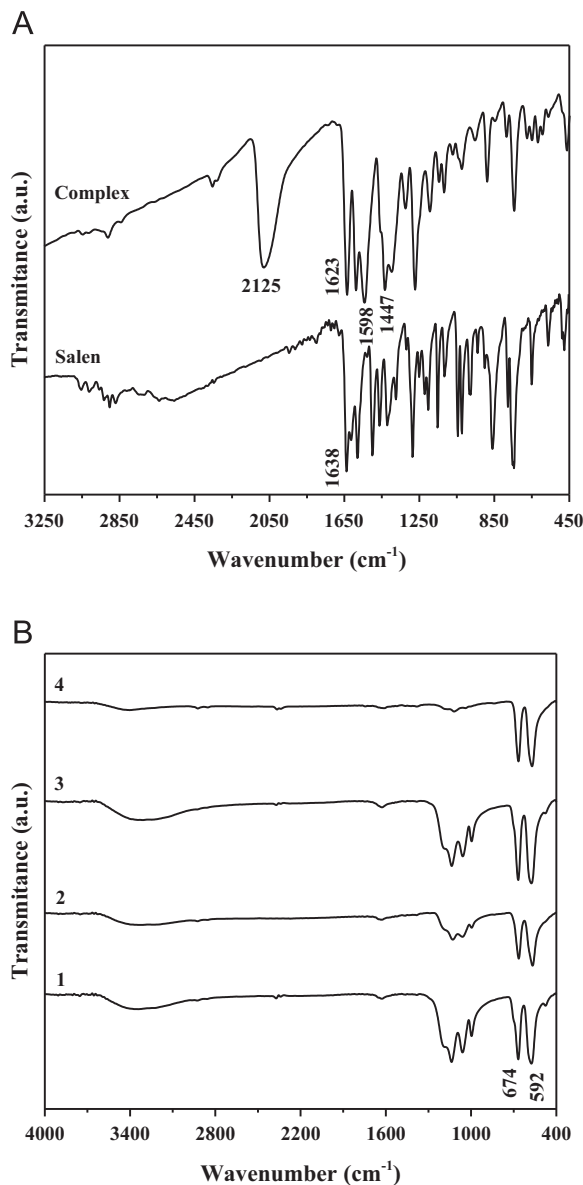 A
Transmitance (a.u.)
Complex
2125
1623
1598
1447
Salen
1638
3250 2850 2450 2050 1650 1250 850 450
Wavenumber (cm-1)
B
Transmitance (a.u.)
4
3
2
1
674
592
4000 3400 2800 2200 1600 1000 400
Wavenumber (cm-1)